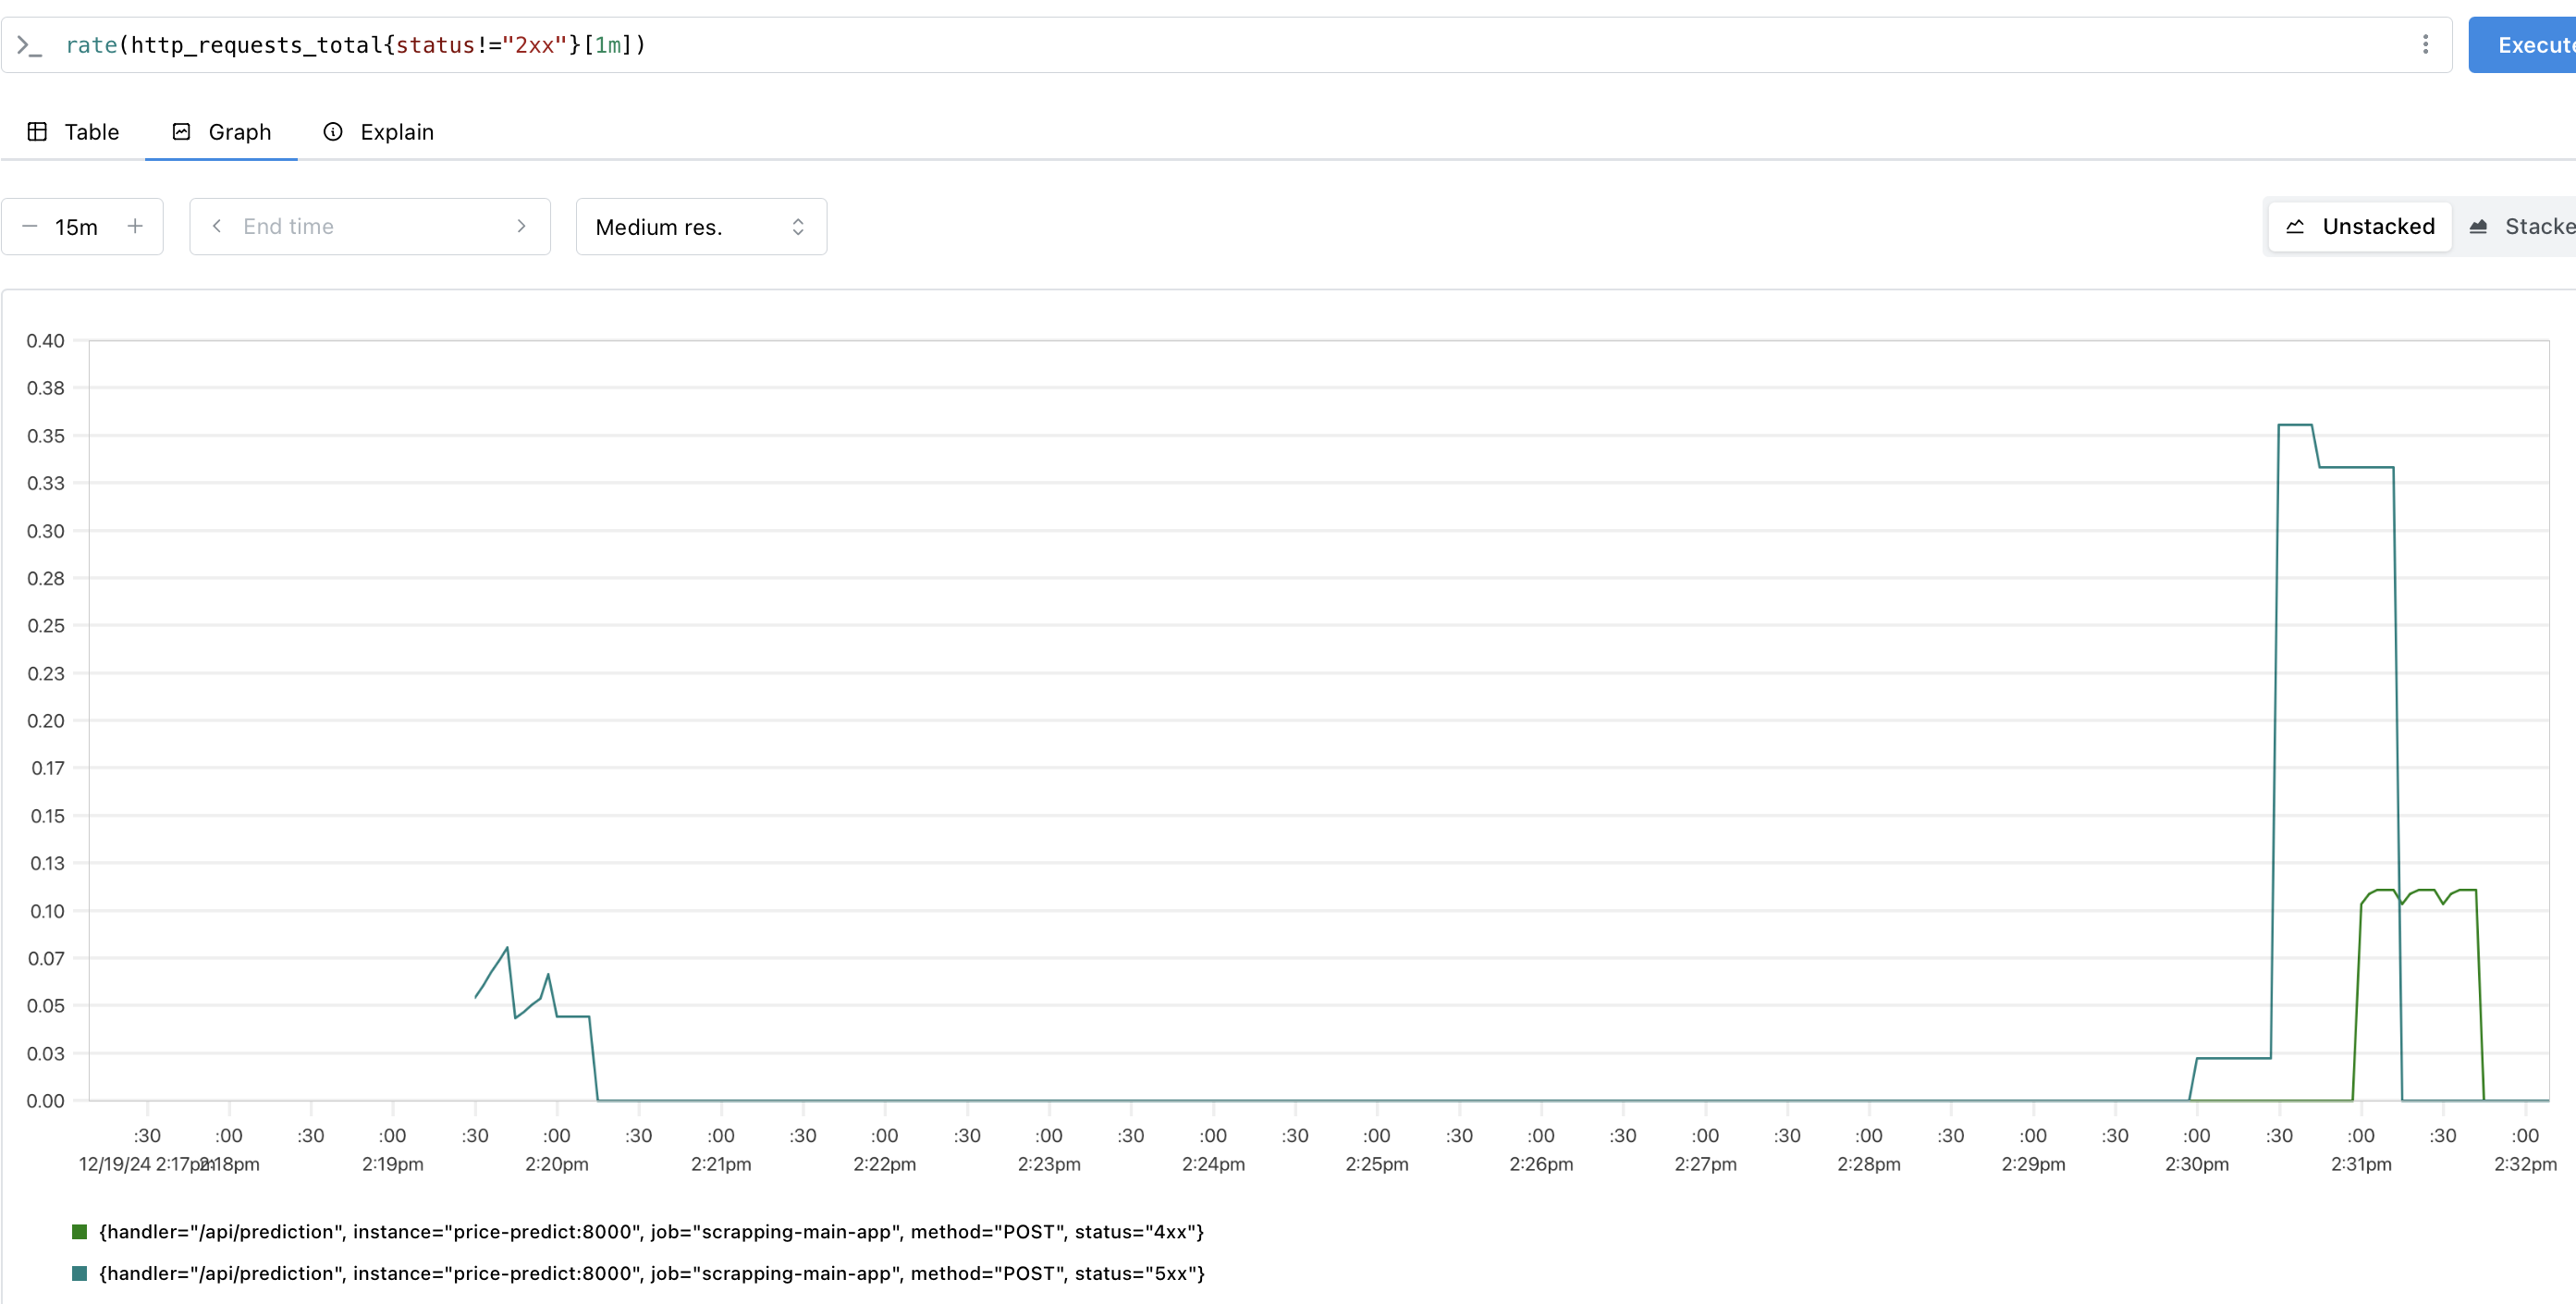 rate(http_requests_total{status!="2xx"}[1m])
Execute
Table Graph Explain
15m End time Medium res. Unstacked Stacke
0.40
0.38
0.35
0.33
0.30
0.28
0.25
0.23
0.20
0.17
0.15
0.13
0.10
0.07
0.05
0.03
0.00
:30 :00 :30 :00 :30 :00 :30 :00 :30 :00 :30 :00 :30 :00 :30 :00 :30 :00 :30 :00 :30 :00 :30 :00 :30 :00 :30 :00 :30 :00
12/19/24 2:17pm 2:18pm 2:19pm 2:20pm 2:21pm 2:22pm 2:23pm 2:24pm 2:25pm 2:26pm 2:27pm 2:28pm 2:29pm 2:30pm 2:31pm 2:32pm
{handler="/api/prediction", instance="price-predict:8000", job="scrapping-main-app", method="POST", status="4xx"}
{handler="/api/prediction", instance="price-predict:8000", job="scrapping-main-app", method="POST", status="5xx"}